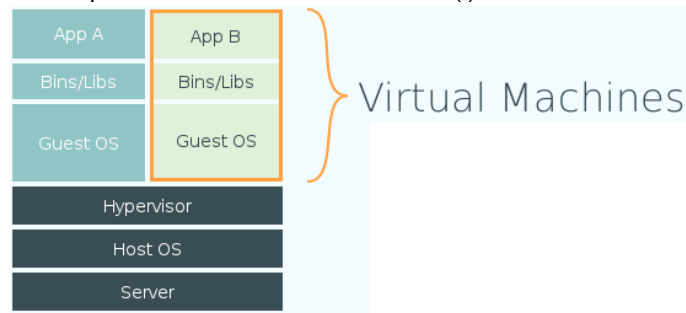 App A
App B
Bins/Libs
Bins/Libs
Virtual Machines
Guest OS
Guest OS
Hypervisor
Host OS
Server